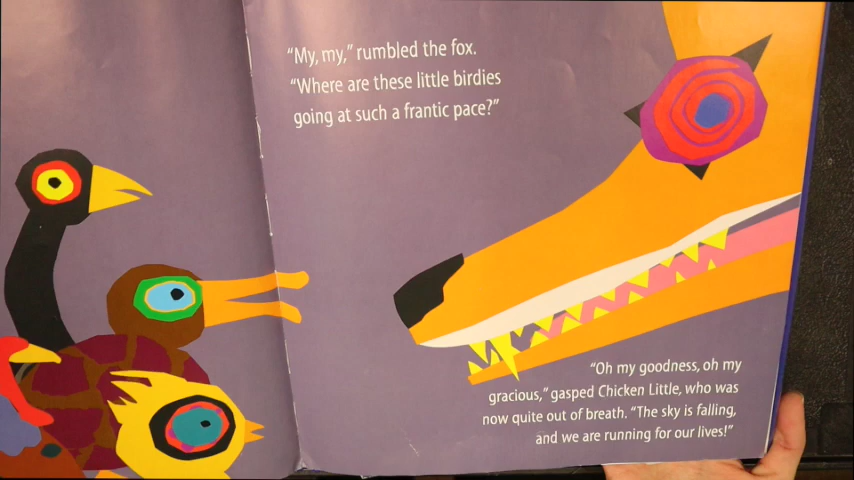 “My, my,” rumbled the fox.
“Where are these little birdies
going at such a frantic pace?”
“Oh my goodness, oh my
gracious,” gasped Chicken Little, who was
now quite out of breath. “The sky is falling,
and we are running for our lives!”